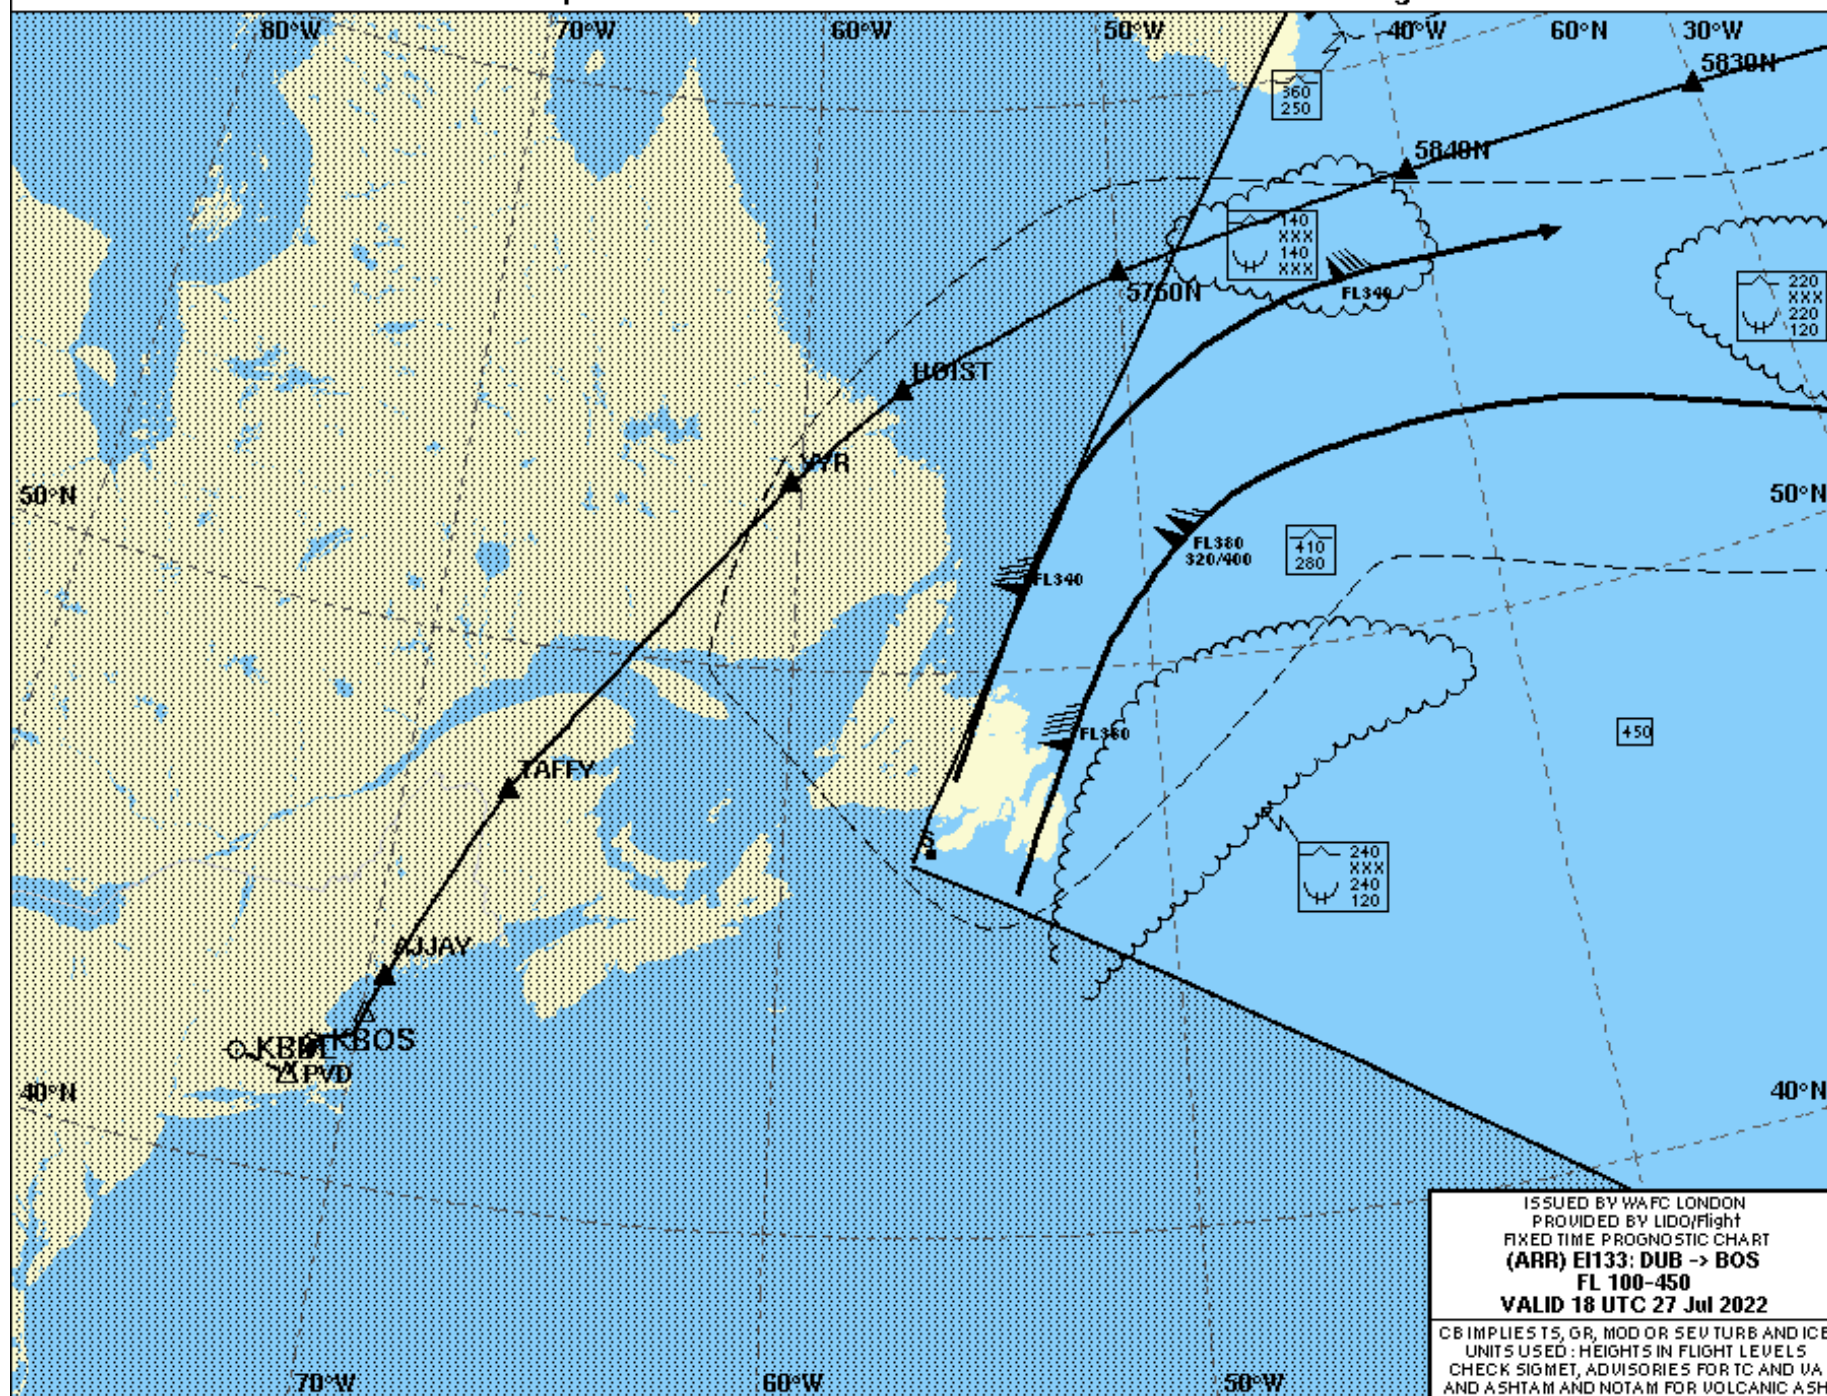 80°W
70°W
60°W
50°W
40°W
60°N
30°W
5830N
360
250
5840N
140
XXX
140
XXX
FL340
5750N
220
XXX
220
120
HOIST
YYR
50°N
50°N
FL380
320/400
410
280
FL340
FL360
450
TAFFY
S
240
XXX
240
120
AJJAY
KBOS
KBDL
PVD
40°N
40°N
ISSUED BY WAFC LONDON
PROVIDED BY LIDO/Flight
FIXED TIME PROGNOSTIC CHART
(ARR) EI133: DUB -> BOS
FL 100-450
VALID 18 UTC 27 Jul 2022
CB IMPLIES TS, GR, MOD OR SEV TURB AND ICE
UNITS USED : HEIGHTS IN FLIGHT LEVELS
CHECK SIGMET, ADVISORIES FOR TC AND VA
AND ASHTAM AND NOTAM FOR VOLCANIC ASH
70°W
60°W
50°W